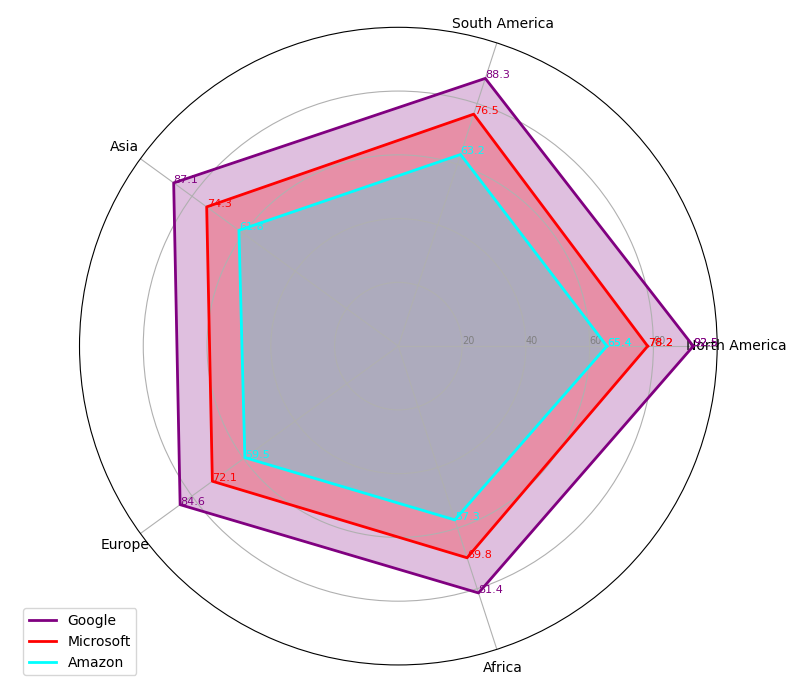 South America
88.3
76.5
Asia
87.1
74.3
20
40
60
80
78.2
North America
72.1
84.6
Europe
69.8
81.4
Africa
Google
Microsoft
Amazon